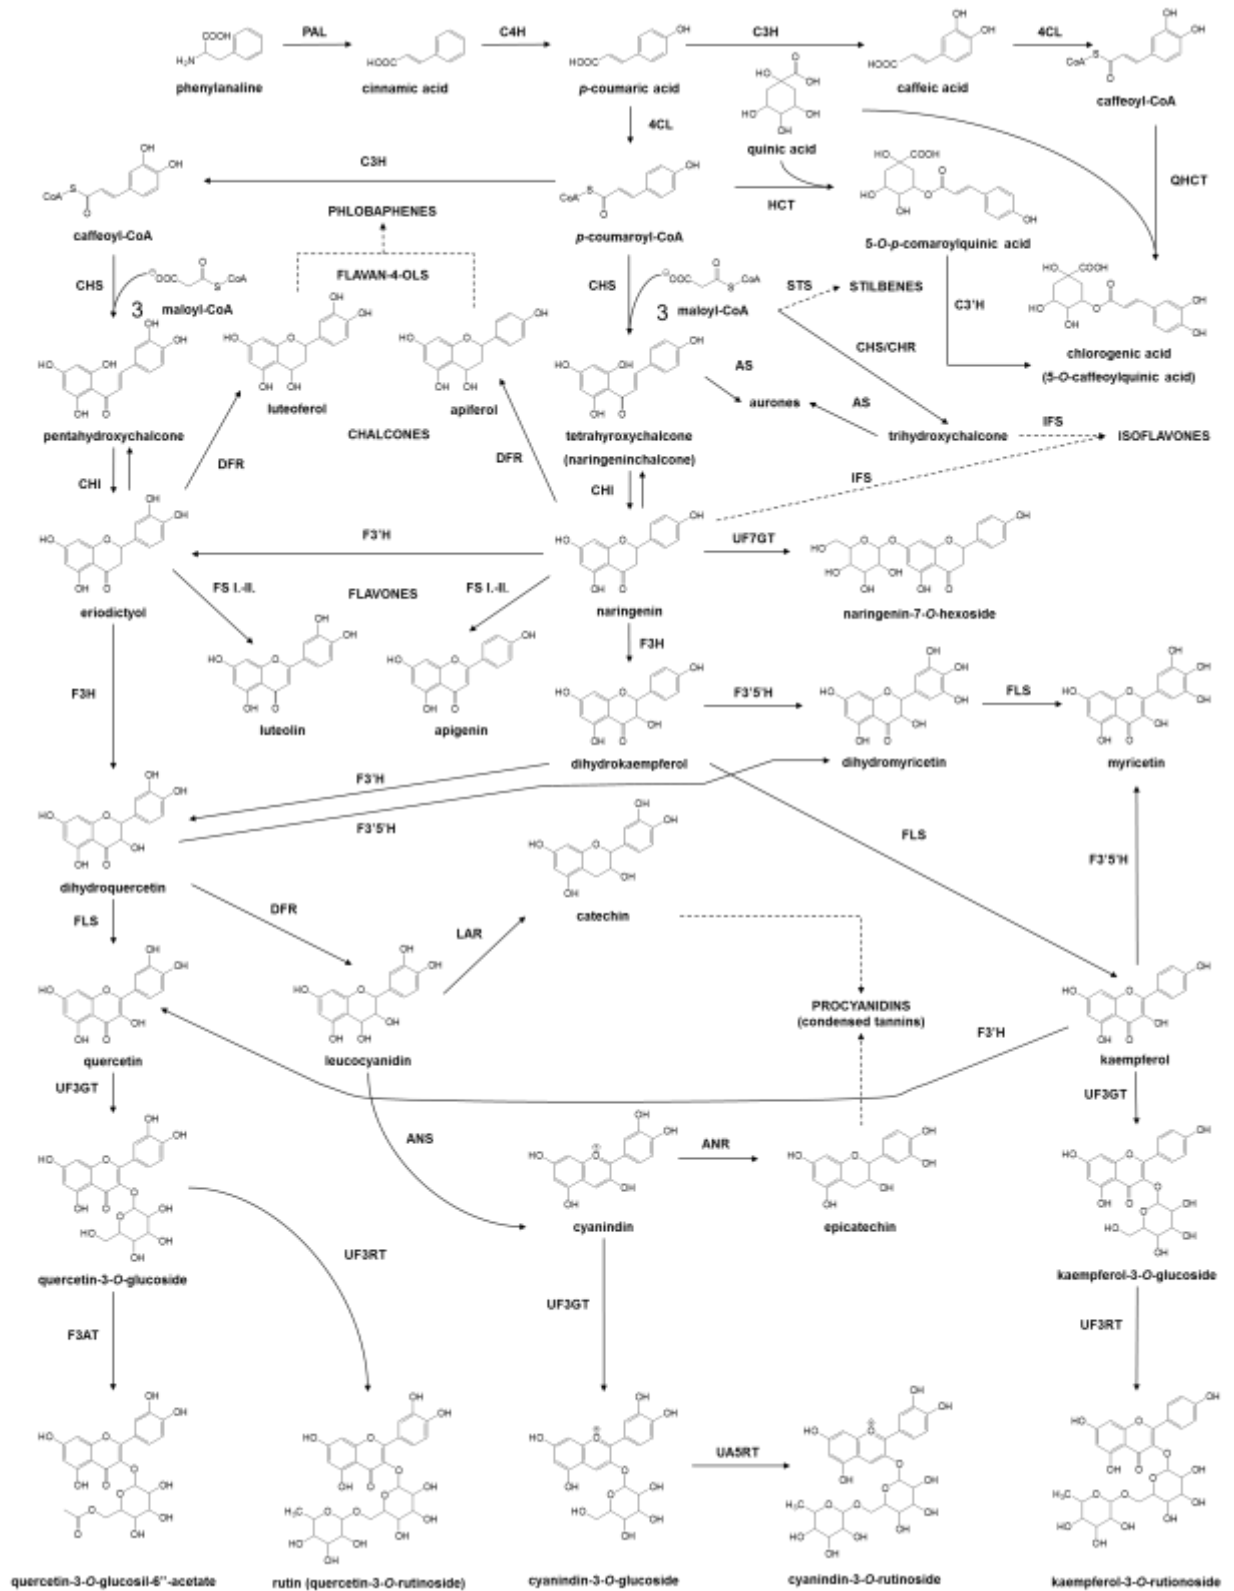 PAL
C4H
C3H
4CL
phenylanaline
cinnamic acid
p-coumaric acid
caffeic acid
caffeoyl-CoA
4CL
quinic acid
C3H
HCT
QHCT
caffeoyl-CoA
PHLOBAPHENES
p-coumaroyl-CoA
5-O-p-comaroylquinic acid
CHS
3 maloyl-CoA
FLAVAN-4-OLS
CHS
3 maloyl-CoA
STS
STILBENES
C3'H
chlorogenic acid
(5-O-caffeoylquinic acid)
CHS/CHR
AS
AS
aurones
luteoferol
apiferol
pentahydroxychalcone
CHALCONES
tetrahyroxychalcone
(naringeninchalcone)
trihydroxychalcone
IFS
ISOFLAVONES
CHI
DFR
DFR
CHI
IFS
F3'H
UF7GT
eriodictyol
FS I.-II.
FLAVONES
FS I.-II.
naringenin
naringenin-7-O-hexoside
F3H
F3H
F3'5'H
FLS
luteolin
apigenin
dihydrokaempferol
dihydromyricetin
myricetin
F3'H
F3'5'H
FLS
F3'5'H
dihydroquercetin
catechin
FLS
DFR
LAR
PROCYANIDINS
(condensed tannins)
F3'H
quercetin
leucocyanidin
kaempferol
UF3GT
UF3GT
ANS
ANR
cyanindin
epicatechin
quercetin-3-O-glucoside
UF3RT
kaempferol-3-O-glucoside
F3AT
UF3GT
UF3RT
UA5RT
quercetin-3-O-glucosil-6''-acetate
rutin (quercetin-3-O-rutinoside)
cyanindin-3-O-glucoside
cyanindin-3-O-rutinoside
kaempferol-3-O-rutionoside